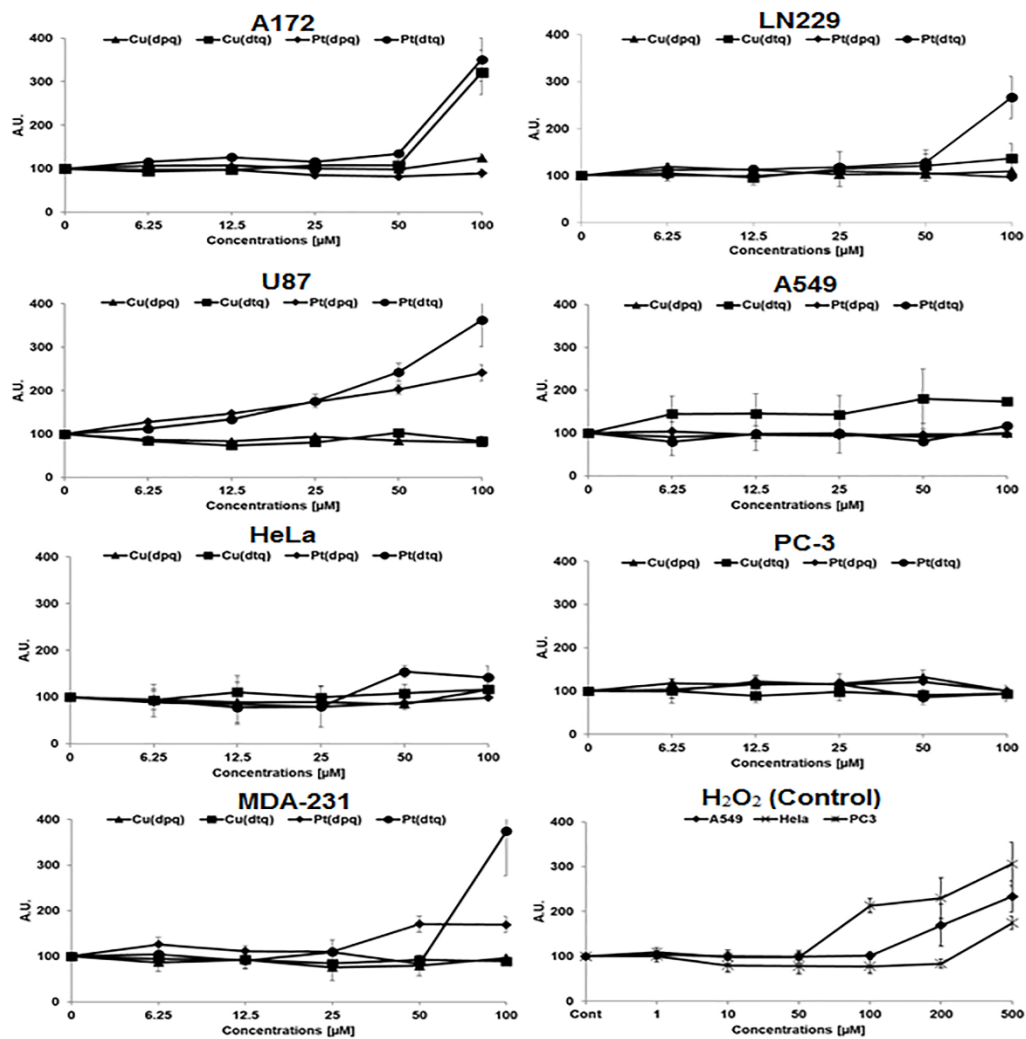 A172
Cu(dpq) Cu(dtq) Pt(dpq) Pt(dtq)
400
300
200
100
0
A.U.
0 6.25 12.5 25 50 100
Concentrations [µM]
LN229
Cu(dpq) Cu(dtq) Pt(dpq) Pt(dtq)
400
300
200
100
0
A.U.
0 6.25 12.5 25 50 100
Concentrations [µM]
U87
Cu(dpq) Cu(dtq) Pt(dpq) Pt(dtq)
400
300
200
100
0
A.U.
0 6.25 12.5 25 50 100
Concentrations [µM]
A549
Cu(dpq) Cu(dtq) Pt(dpq) Pt(dtq)
400
300
200
100
0
A.U.
0 6.25 12.5 25 50 100
Concentrations [µM]
HeLa
Cu(dpq) Cu(dtq) Pt(dpq) Pt(dtq)
400
300
200
100
0
A.U.
0 6.25 12.5 25 50 100
Concentrations [µM]
PC-3
Cu(dpq) Cu(dtq) Pt(dpq) Pt(dtq)
400
300
200
100
0
A.U.
0 6.25 12.5 25 50 100
Concentrations [µM]
MDA-231
Cu(dpq) Cu(dtq) Pt(dpq) Pt(dtq)
400
300
200
100
0
A.U.
0 6.25 12.5 25 50 100
Concentrations [µM]
H₂O₂ (Control)
A549 Hela PC3
400
300
200
100
0
A.U.
Cont 1 10 50 100 200 500
Concentrations [µM]